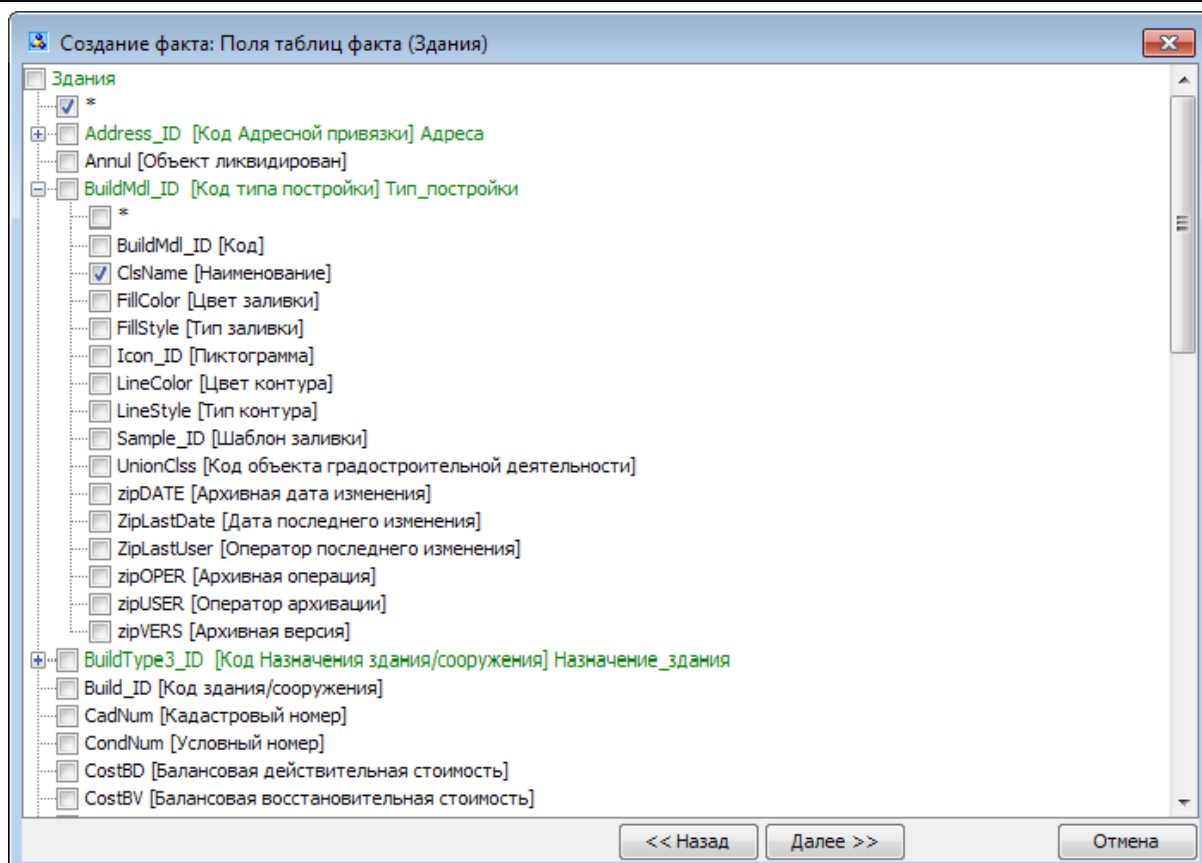 Создание факта: Поля таблиц факта (Здания)
Здания
*
Address_ID [Код Адресной привязки] Адреса
Annul [Объект ликвидирован]
BuildMdl_ID [Код типа постройки] Тип_постройки
*
BuildMdl_ID [Код]
ClsName [Наименование]
FillColor [Цвет заливки]
FillStyle [Тип заливки]
Icon_ID [Пиктограмма]
LineColor [Цвет контура]
LineStyle [Тип контура]
Sample_ID [Шаблон заливки]
UnionClss [Код объекта градостроительной деятельности]
zipDATE [Архивная дата изменения]
ZipLastDate [Дата последнего изменения]
ZipLastUser [Оператор последнего изменения]
zipOPER [Архивная операция]
zipUSER [Оператор архивации]
zipVERS [Архивная версия]
BuildType3_ID [Код Назначения здания/сооружения] Назначение_здания
Build_ID [Код здания/сооружения]
CadNum [Кадастровый номер]
CondNum [Условный номер]
CostBD [Балансовая действительная стоимость]
CostBV [Балансовая восстановительная стоимость]
<< Назад Далее >> Отмена